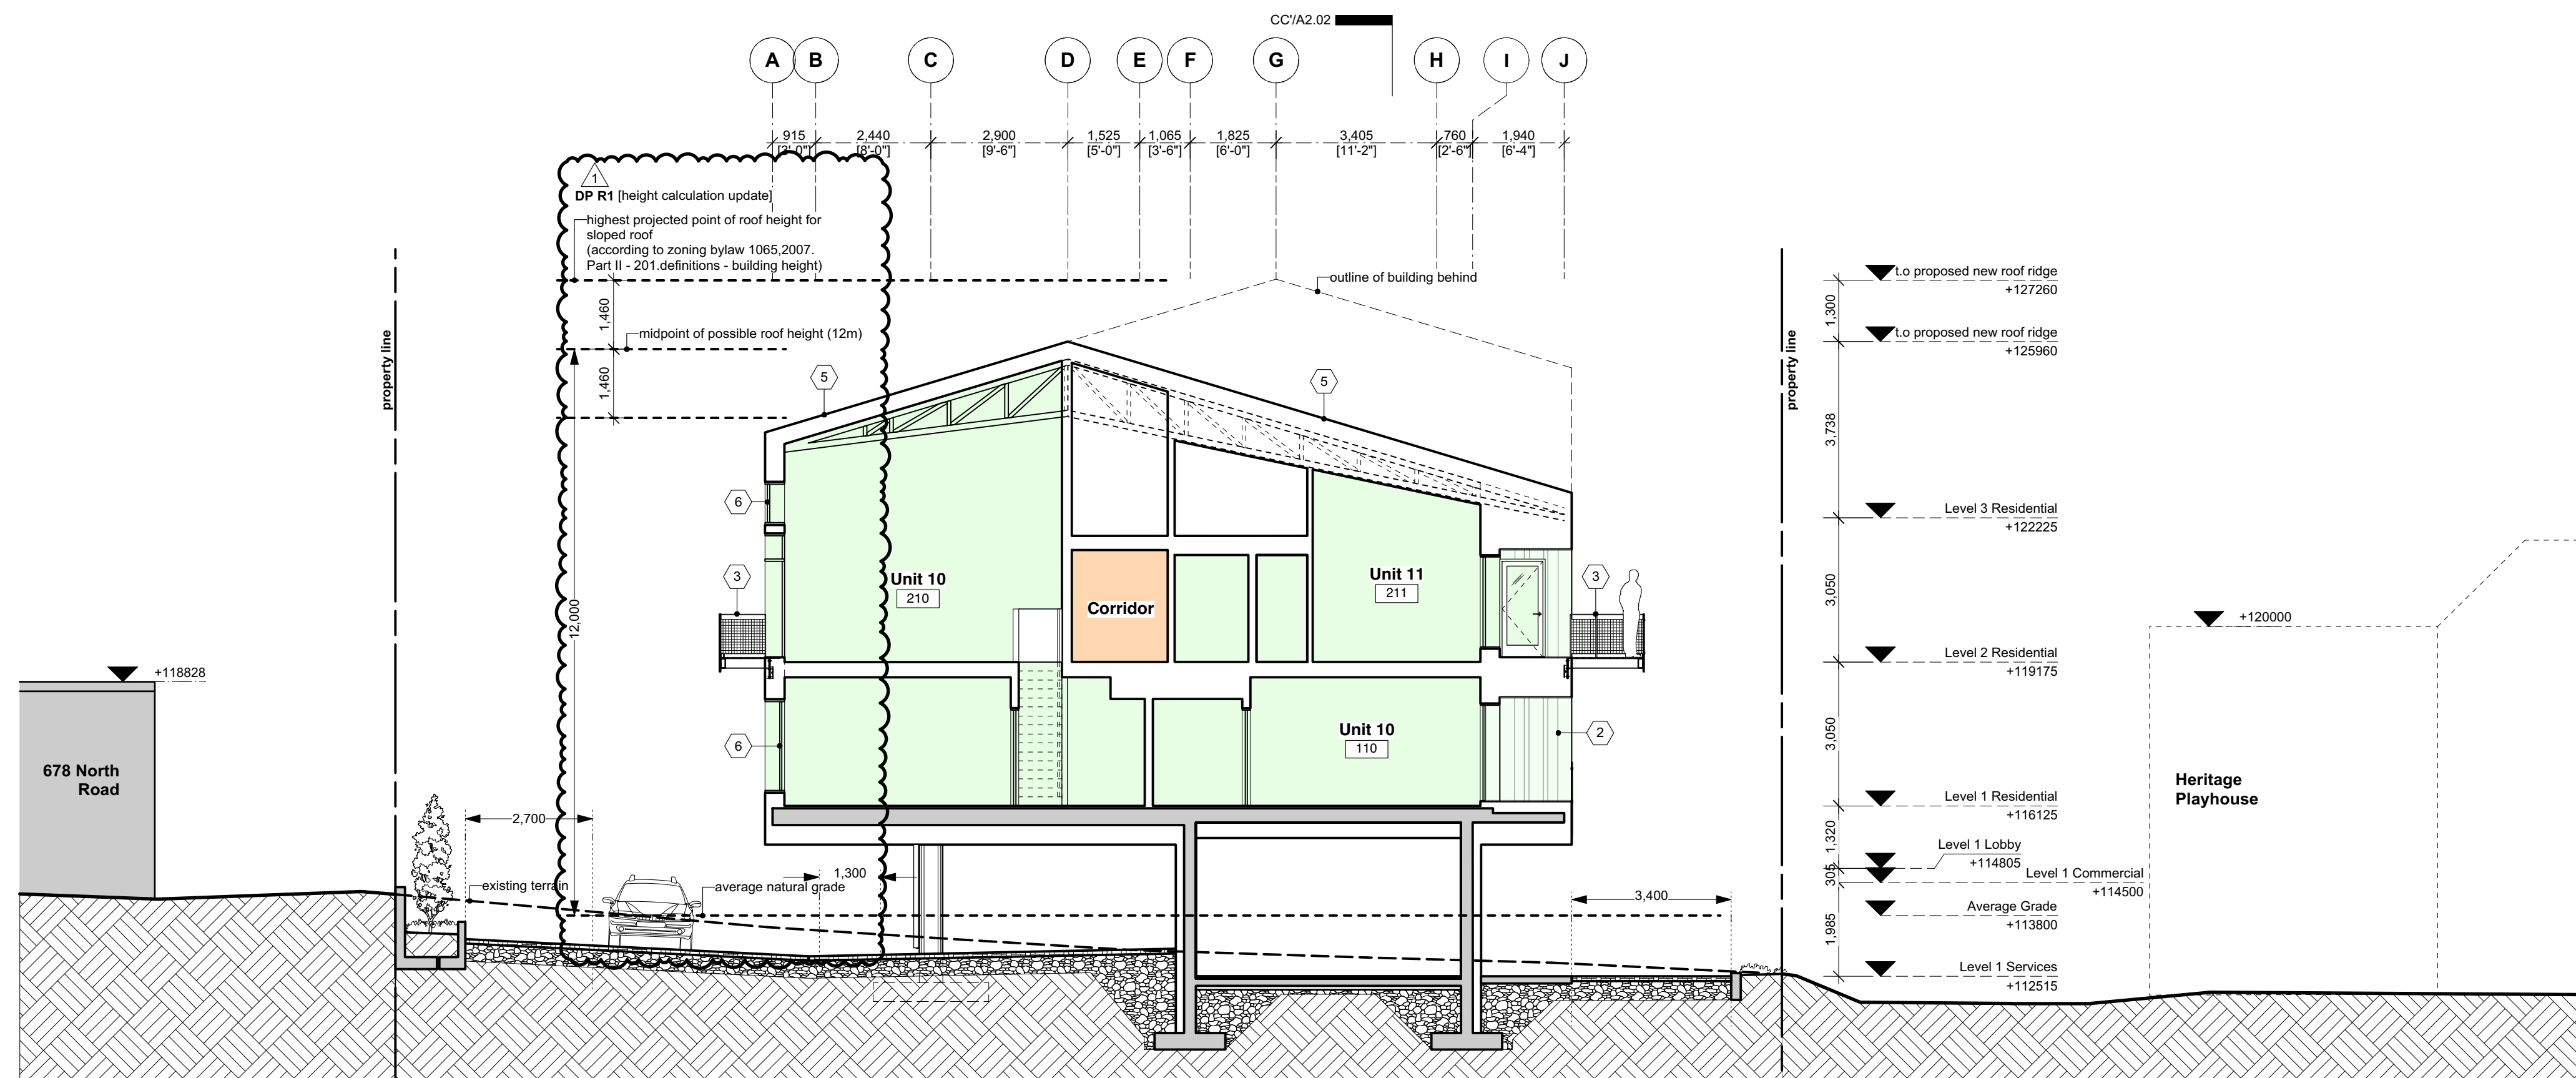 CC'/A2.02
A B C D E F G H I J
915 2,440 2,900 1,525 1,065 1,825 3,405 760 1,940
[3'-0"] [8'-0"] [9'-6"] [5'-0"] [3'-6"] [6'-0"] [11'-2"] [2'-6"] [6'-4"]
1
DP R1 [height calculation update]
highest projected point of roof height for
sloped roof
(according to zoning bylaw 1065,2007.
Part II - 201.definitions - building height)
1,460
midpoint of possible roof height (12m)
1,460
12,000
outline of building behind
property line
property line
5
5
6
3
6
3
2
Unit 10
210
Corridor
Unit 11
211
Unit 10
110
+118828
678 North
Road
2,700
existing terrain
1,300
average natural grade
3,400
t.o proposed new roof ridge
+127260
1,300
t.o proposed new roof ridge
+125960
3,738
Level 3 Residential
+122225
3,050
Level 2 Residential
+119175
3,050
Level 1 Residential
+116125
1,320
Level 1 Lobby
+114805
305
Level 1 Commercial
+114500
Average Grade
+113800
1,985
Level 1 Services
+112515
+120000
Heritage
Playhouse